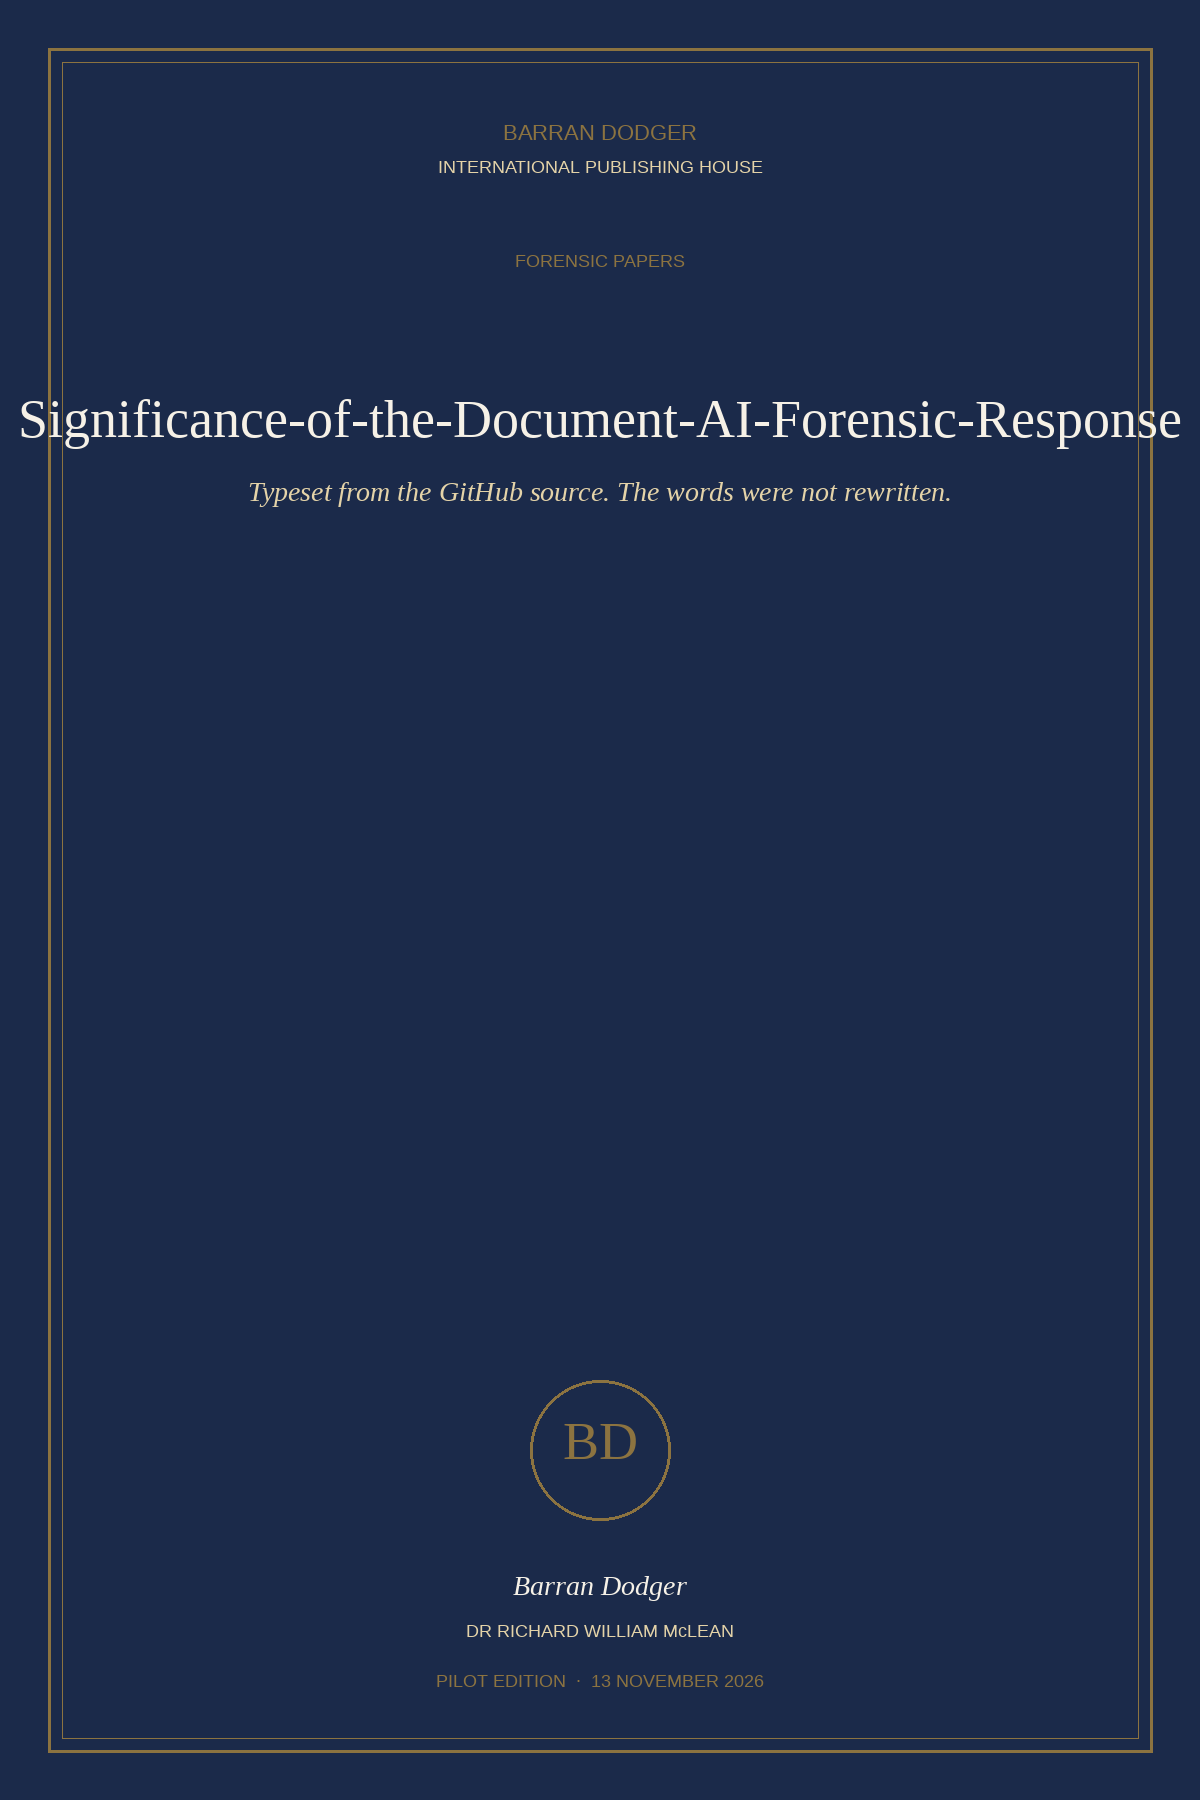 BARRAN DODGER
INTERNATIONAL PUBLISHING HOUSE
FORENSIC PAPERS
Significance-of-the-Document-AI-Forensic-Response
Typeset from the GitHub source. The words were not rewritten.
BD
Barran Dodger
DR RICHARD WILLIAM McLEAN
PILOT EDITION · 13 NOVEMBER 2026